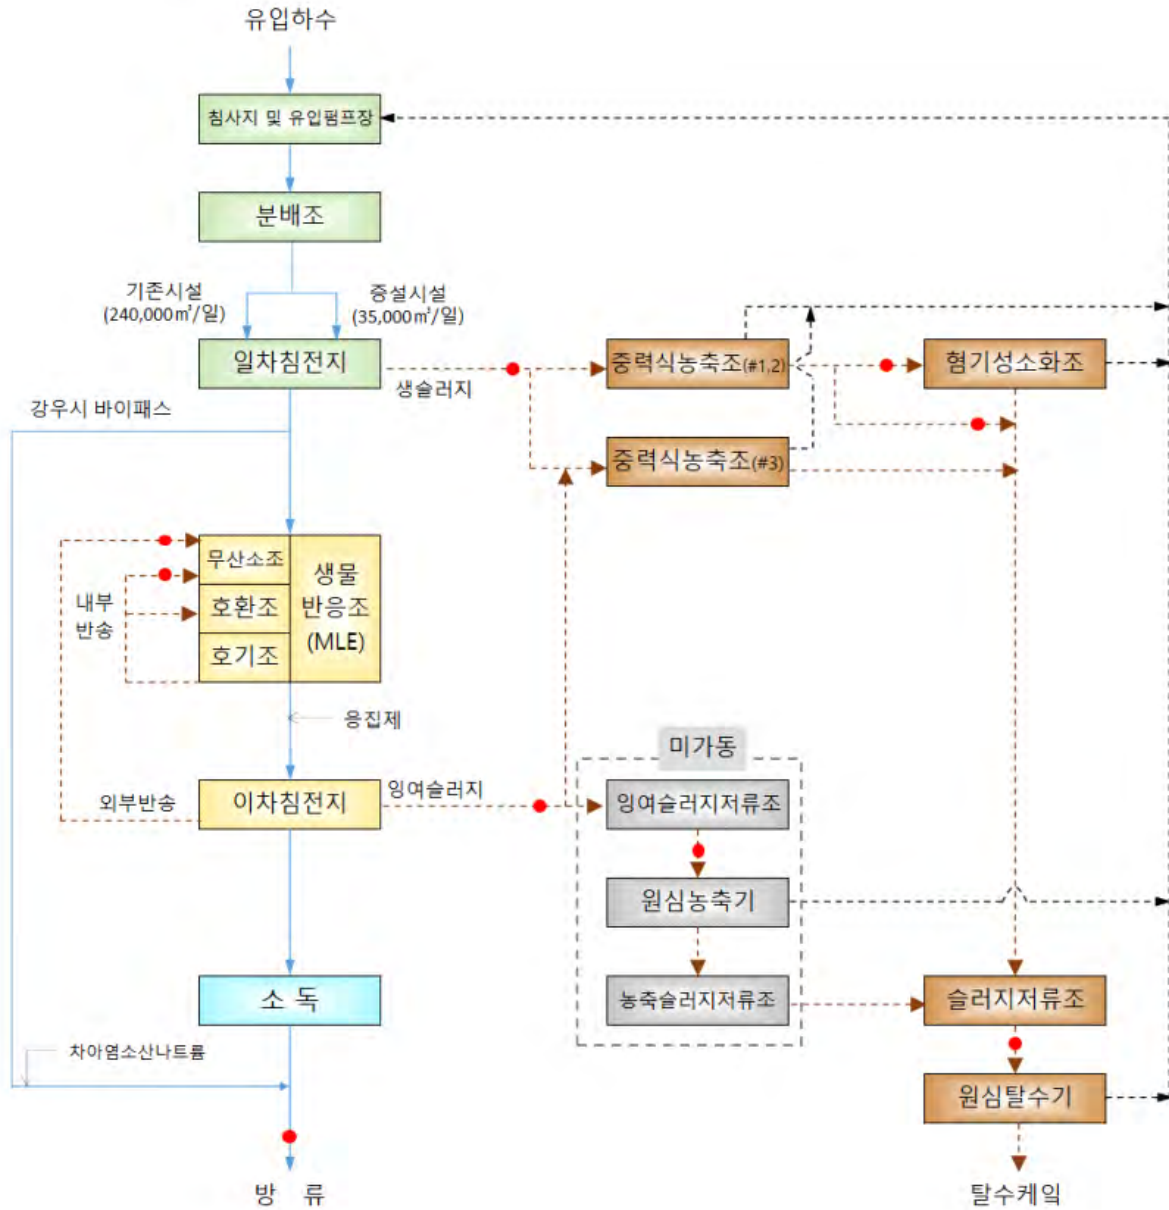 유입하수
침사지 및 유입펌프장
분배조
기존시설
(240,000㎥/일)
증설시설
(35,000㎥/일)
일차침전지
생슬러지
중력식농축조(#1,2)
혐기성소화조
강우시 바이패스
중력식농축조(#3)
무산소조
호환조
호기조
생물
반응조
(MLE)
내부
반송
응집제
미가동
이차침전지
잉여슬러지
외부반송
잉여슬러지저류조
원심농축기
소 독
농축슬러지저류조
슬러지저류조
차아염소산나트륨
원심탈수기
방 류
탈수케잌